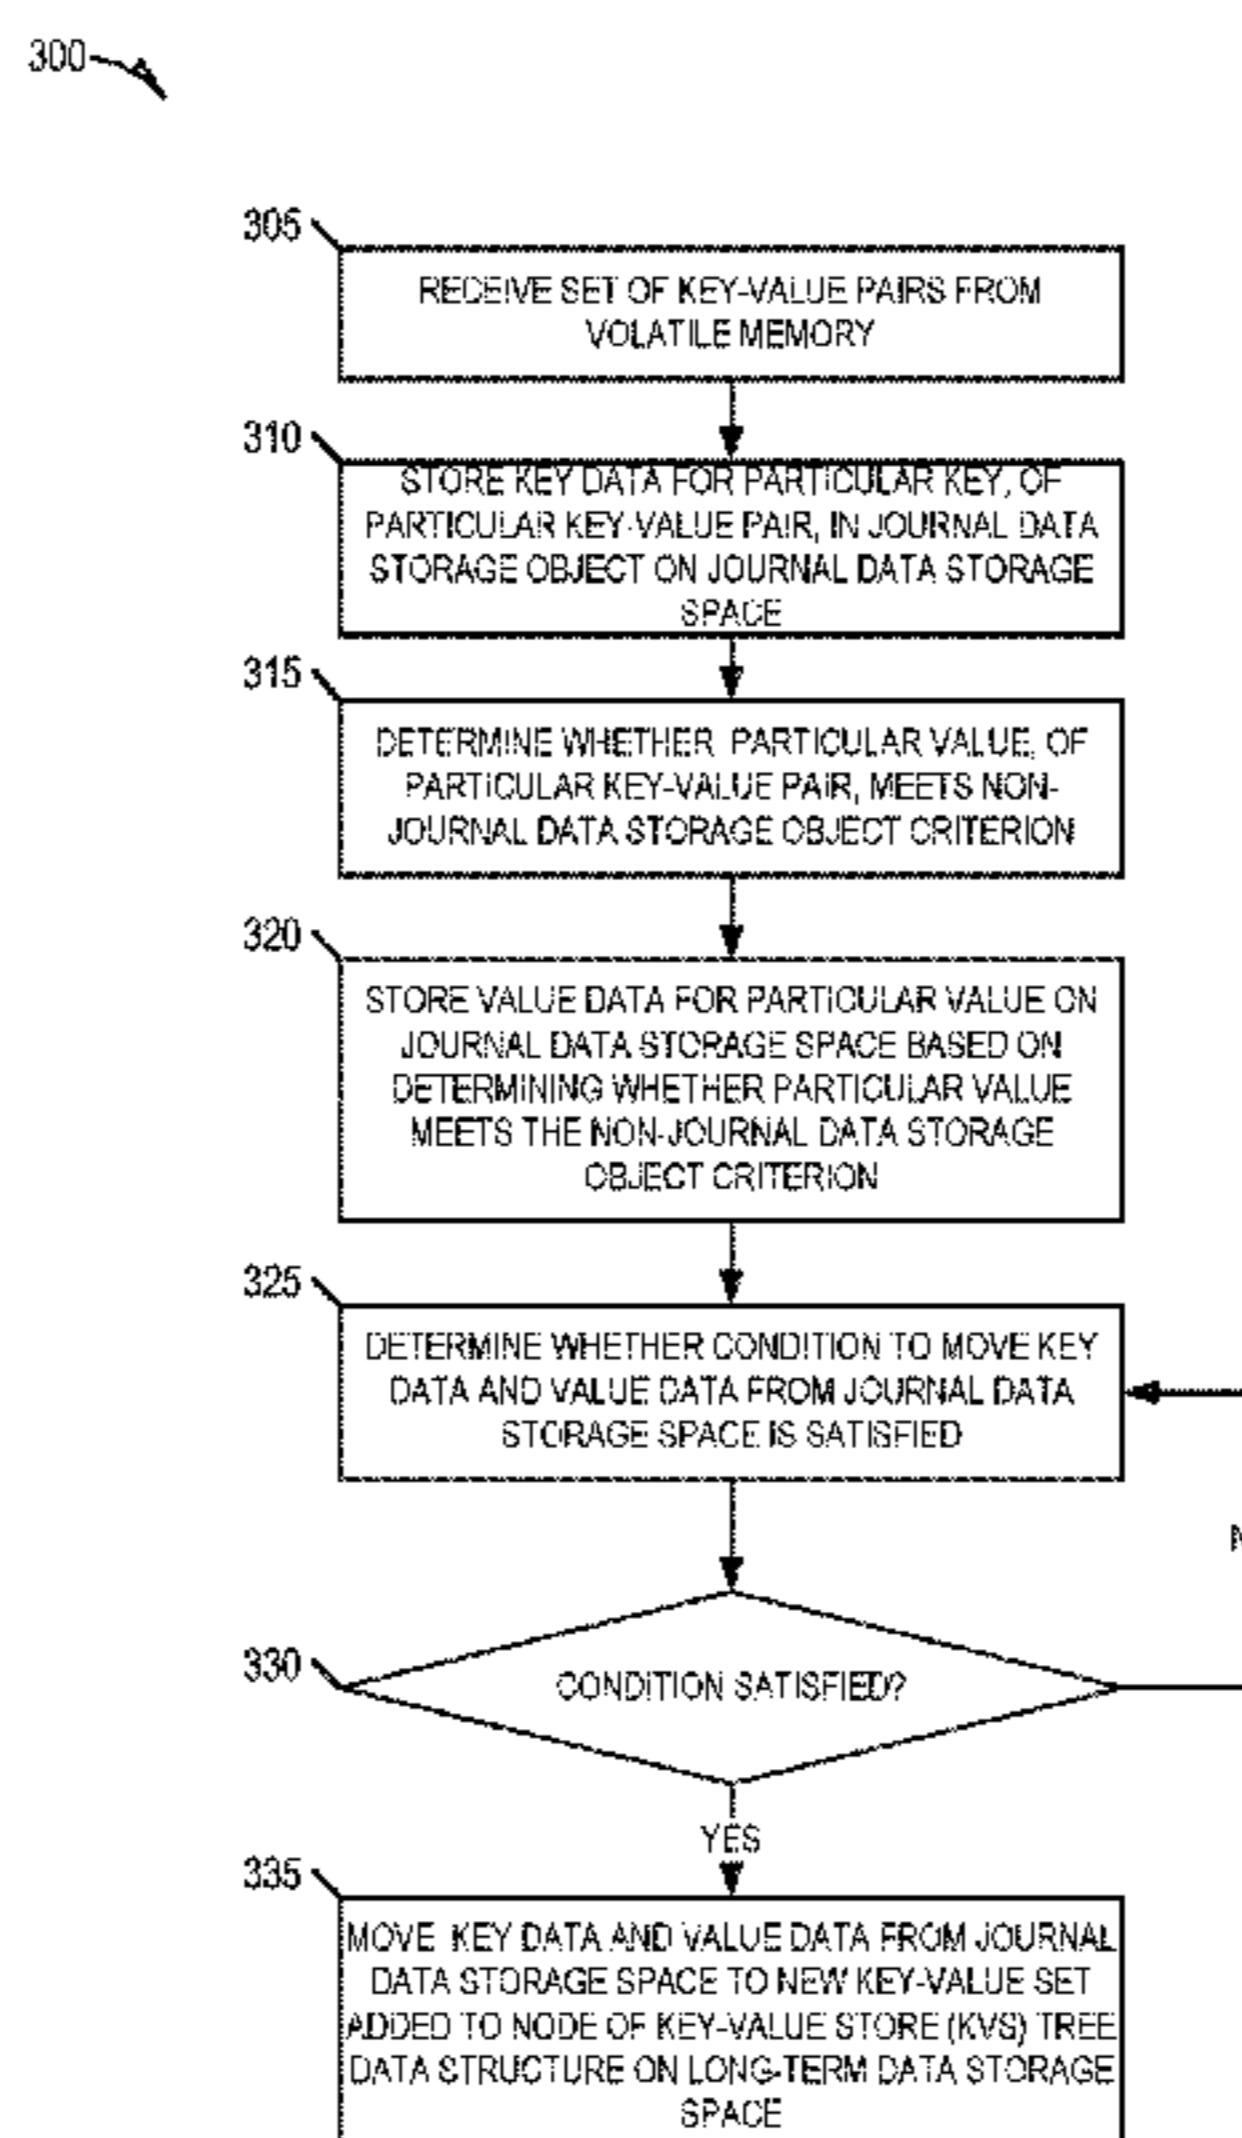 300
305
RECEIVE SET OF KEY-VALUE PAIRS FROM
VOLATILE MEMORY
310
STORE KEY DATA FOR PARTICULAR KEY, OF
PARTICULAR KEY-VALUE PAIR, IN JOURNAL DATA
STORAGE OBJECT ON JOURNAL DATA STORAGE
SPACE
315
DETERMINE WHETHER PARTICULAR VALUE, OF
PARTICULAR KEY-VALUE PAIR, MEETS NON-
JOURNAL DATA STORAGE OBJECT CRITERION
320
STORE VALUE DATA FOR PARTICULAR VALUE ON
JOURNAL DATA STORAGE SPACE BASED ON
DETERMINING WHETHER PARTICULAR VALUE
MEETS THE NON-JOURNAL DATA STORAGE
OBJECT CRITERION
325
DETERMINE WHETHER CONDITION TO MOVE KEY
DATA AND VALUE DATA FROM JOURNAL DATA
STORAGE SPACE IS SATISFIED
330
CONDITION SATISFIED?
YES
335
MOVE KEY DATA AND VALUE DATA FROM JOURNAL
DATA STORAGE SPACE TO NEW KEY-VALUE SET
ADDED TO NODE OF KEY-VALUE STORE (KVS) TREE
DATA STRUCTURE ON LONG-TERM DATA STORAGE
SPACE